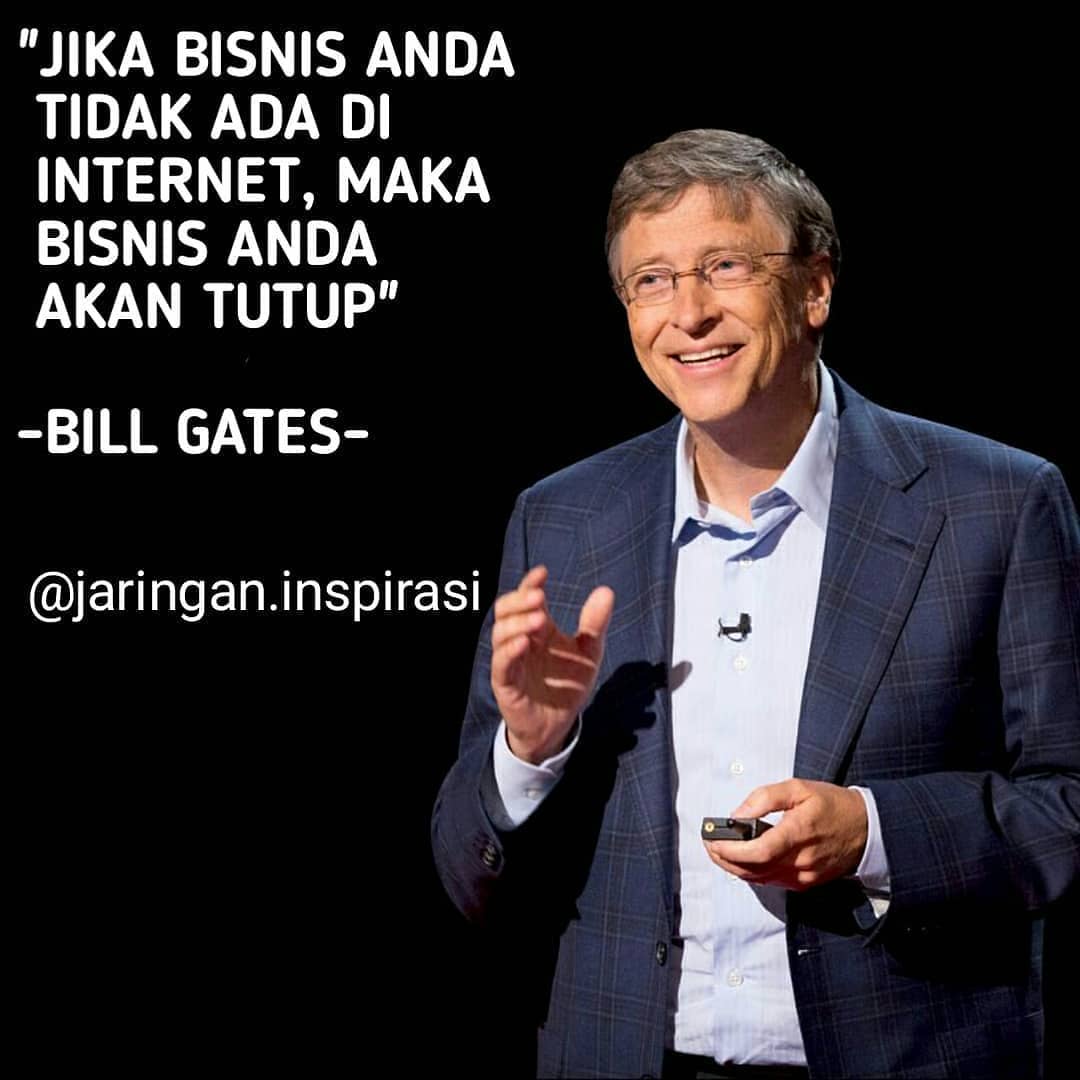 "JIKA BISNIS ANDA
TIDAK ADA DI
INTERNET, MAKA
BISNIS ANDA
AKAN TUTUP"
-BILL GATES-
@jaringan.inspirasi